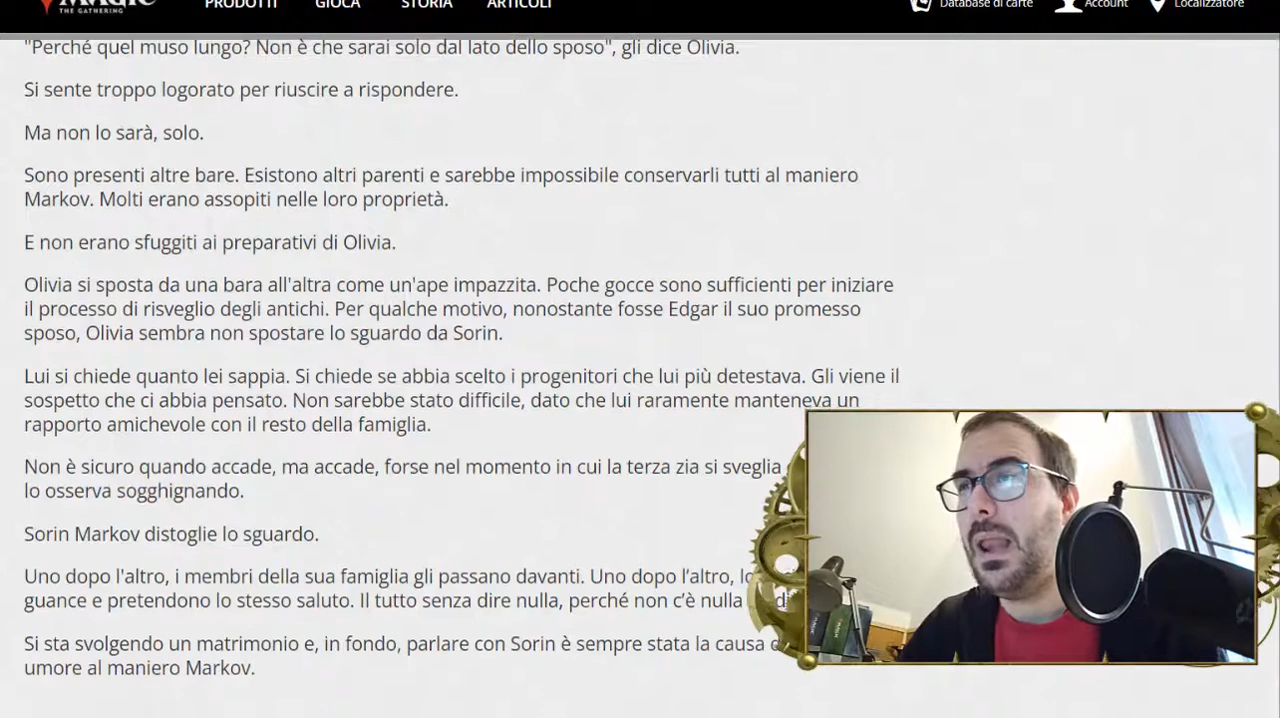 MAGIC
THE GATHERING
PRODOTTI GIOCA STORIA ARTICOLI Database di carte Account Localizzatore
"Perché quel muso lungo? Non è che sarai solo dal lato dello sposo", gli dice Olivia.
Si sente troppo logorato per riuscire a rispondere.
Ma non lo sarà, solo.
Sono presenti altre bare. Esistono altri parenti e sarebbe impossibile conservarli tutti al maniero
Markov. Molti erano assopiti nelle loro proprietà.
E non erano sfuggiti ai preparativi di Olivia.
Olivia si sposta da una bara all'altra come un'ape impazzita. Poche gocce sono sufficienti per iniziare
il processo di risveglio degli antichi. Per qualche motivo, nonostante fosse Edgar il suo promesso
sposo, Olivia sembra non spostare lo sguardo da Sorin.
Lui si chiede quanto lei sappia. Si chiede se abbia scelto i progenitori che lui più detestava. Gli viene il
sospetto che ci abbia pensato. Non sarebbe stato difficile, dato che lui raramente manteneva un
rapporto amichevole con il resto della famiglia.
Non è sicuro quando accade, ma accade, forse nel momento in cui la terza zia si sveglia
lo osserva sogghignando.
Sorin Markov distoglie lo sguardo.
Uno dopo l'altro, i membri della sua famiglia gli passano davanti. Uno dopo l’altro,
guance e pretendono lo stesso saluto. Il tutto senza dire nulla, perché non c’è nulla
Si sta svolgendo un matrimonio e, in fondo, parlare con Sorin è sempre stata la causa
umore al maniero Markov.